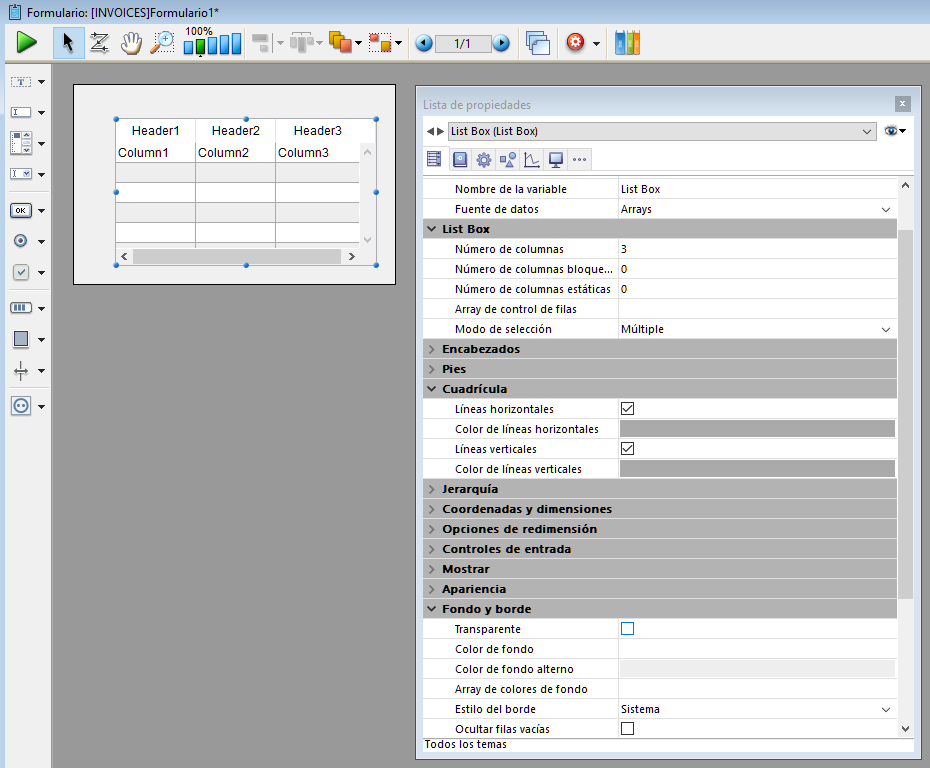 Formulario: [INVOICES]Formulario1*
100%
1/1
T
OK
Header1 Header2 Header3
Column1 Column2 Column3
Lista de propiedades
List Box (List Box)
Nombre de la variable List Box
Fuente de datos Arrays
List Box
Número de columnas 3
Número de columnas bloque... 0
Número de columnas estáticas 0
Array de control de filas
Modo de selección Múltiple
Encabezados
Pies
Cuadrícula
Líneas horizontales
Color de líneas horizontales
Líneas verticales
Color de líneas verticales
Jerarquía
Coordenadas y dimensiones
Opciones de redimensión
Controles de entrada
Mostrar
Apariencia
Fondo y borde
Transparente
Color de fondo
Color de fondo alterno
Array de colores de fondo
Estilo del borde Sistema
Ocultar filas vacías
Todos los temas